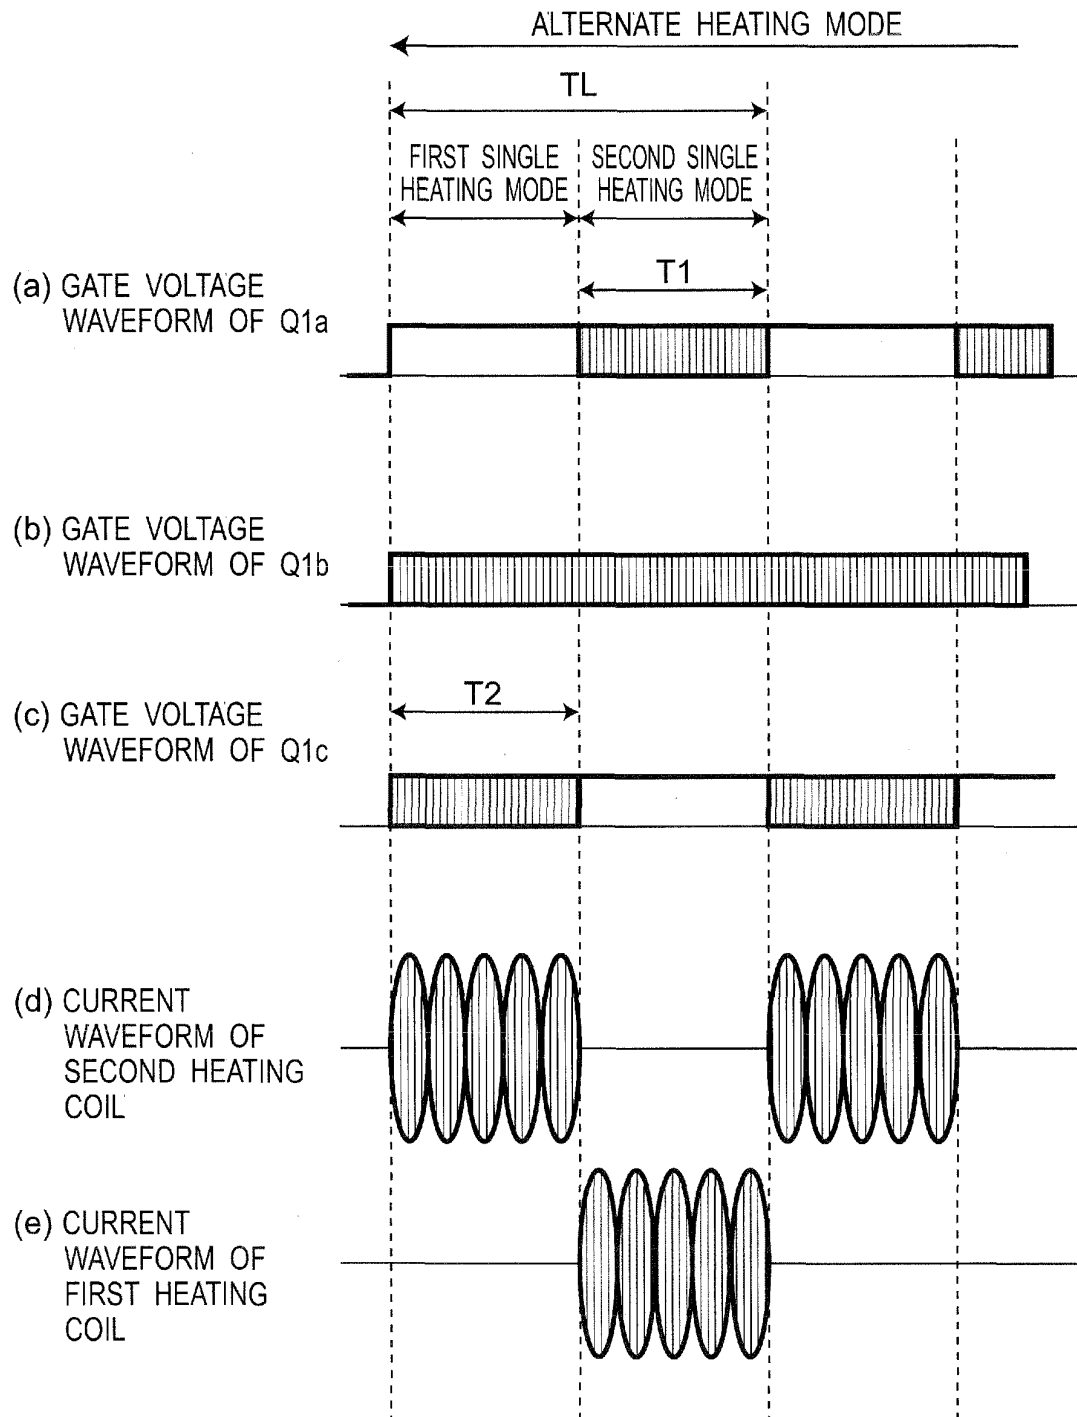 ALTERNATE HEATING MODE
TL
FIRST SINGLE
HEATING MODE
SECOND SINGLE
HEATING MODE
T1
(a) GATE VOLTAGE
WAVEFORM OF Q1a
(b) GATE VOLTAGE
WAVEFORM OF Q1b
T2
(c) GATE VOLTAGE
WAVEFORM OF Q1c
(d) CURRENT
WAVEFORM OF
SECOND HEATING
COIL
(e) CURRENT
WAVEFORM OF
FIRST HEATING
COIL